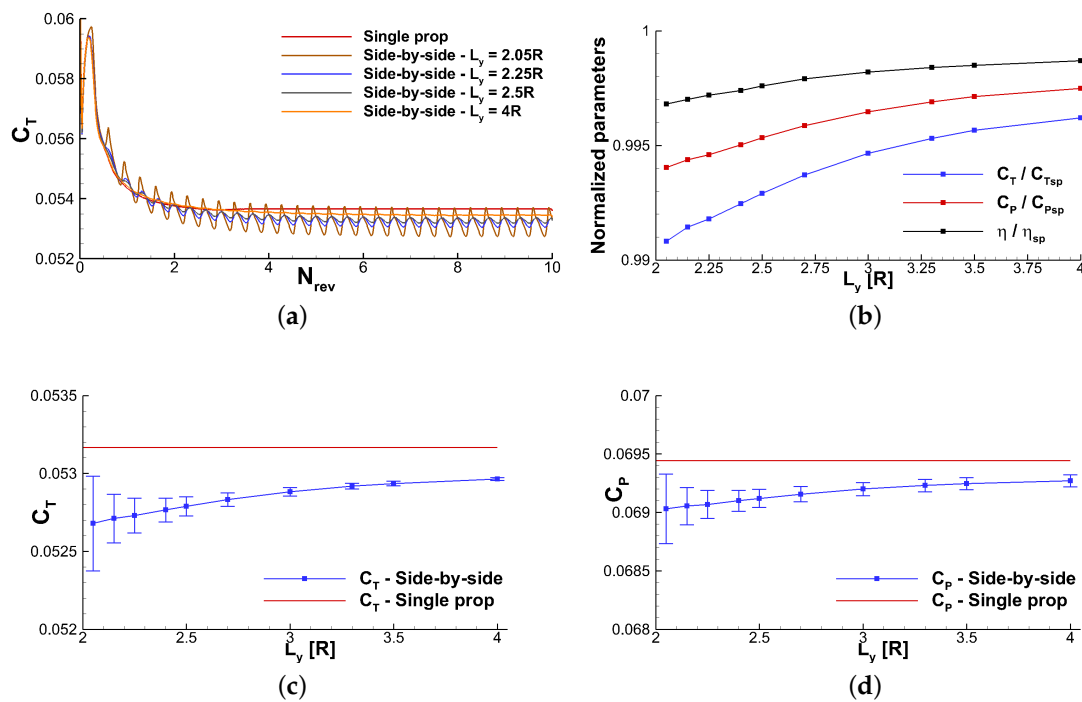 0.06
0.058
0.056
0.054
0.052
C_T
Single prop
Side-by-side - L_y = 2.05R
Side-by-side - L_y = 2.25R
Side-by-side - L_y = 2.5R
Side-by-side - L_y = 4R
0 2 4 6 8 10
N_rev
(a)
1
0.995
0.99
Normalized parameters
C_T / C_Tsp
C_P / C_Psp
η / η_sp
2 2.25 2.5 2.75 3 3.25 3.5 3.75 4
L_y [R]
(b)
0.0535
0.053
0.0525
0.052
C_T
C_T - Side-by-side
C_T - Single prop
2 2.5 3 3.5 4
L_y [R]
(c)
0.07
0.0695
0.069
0.0685
0.068
C_P
C_P - Side-by-side
C_P - Single prop
2 2.5 3 3.5 4
L_y [R]
(d)